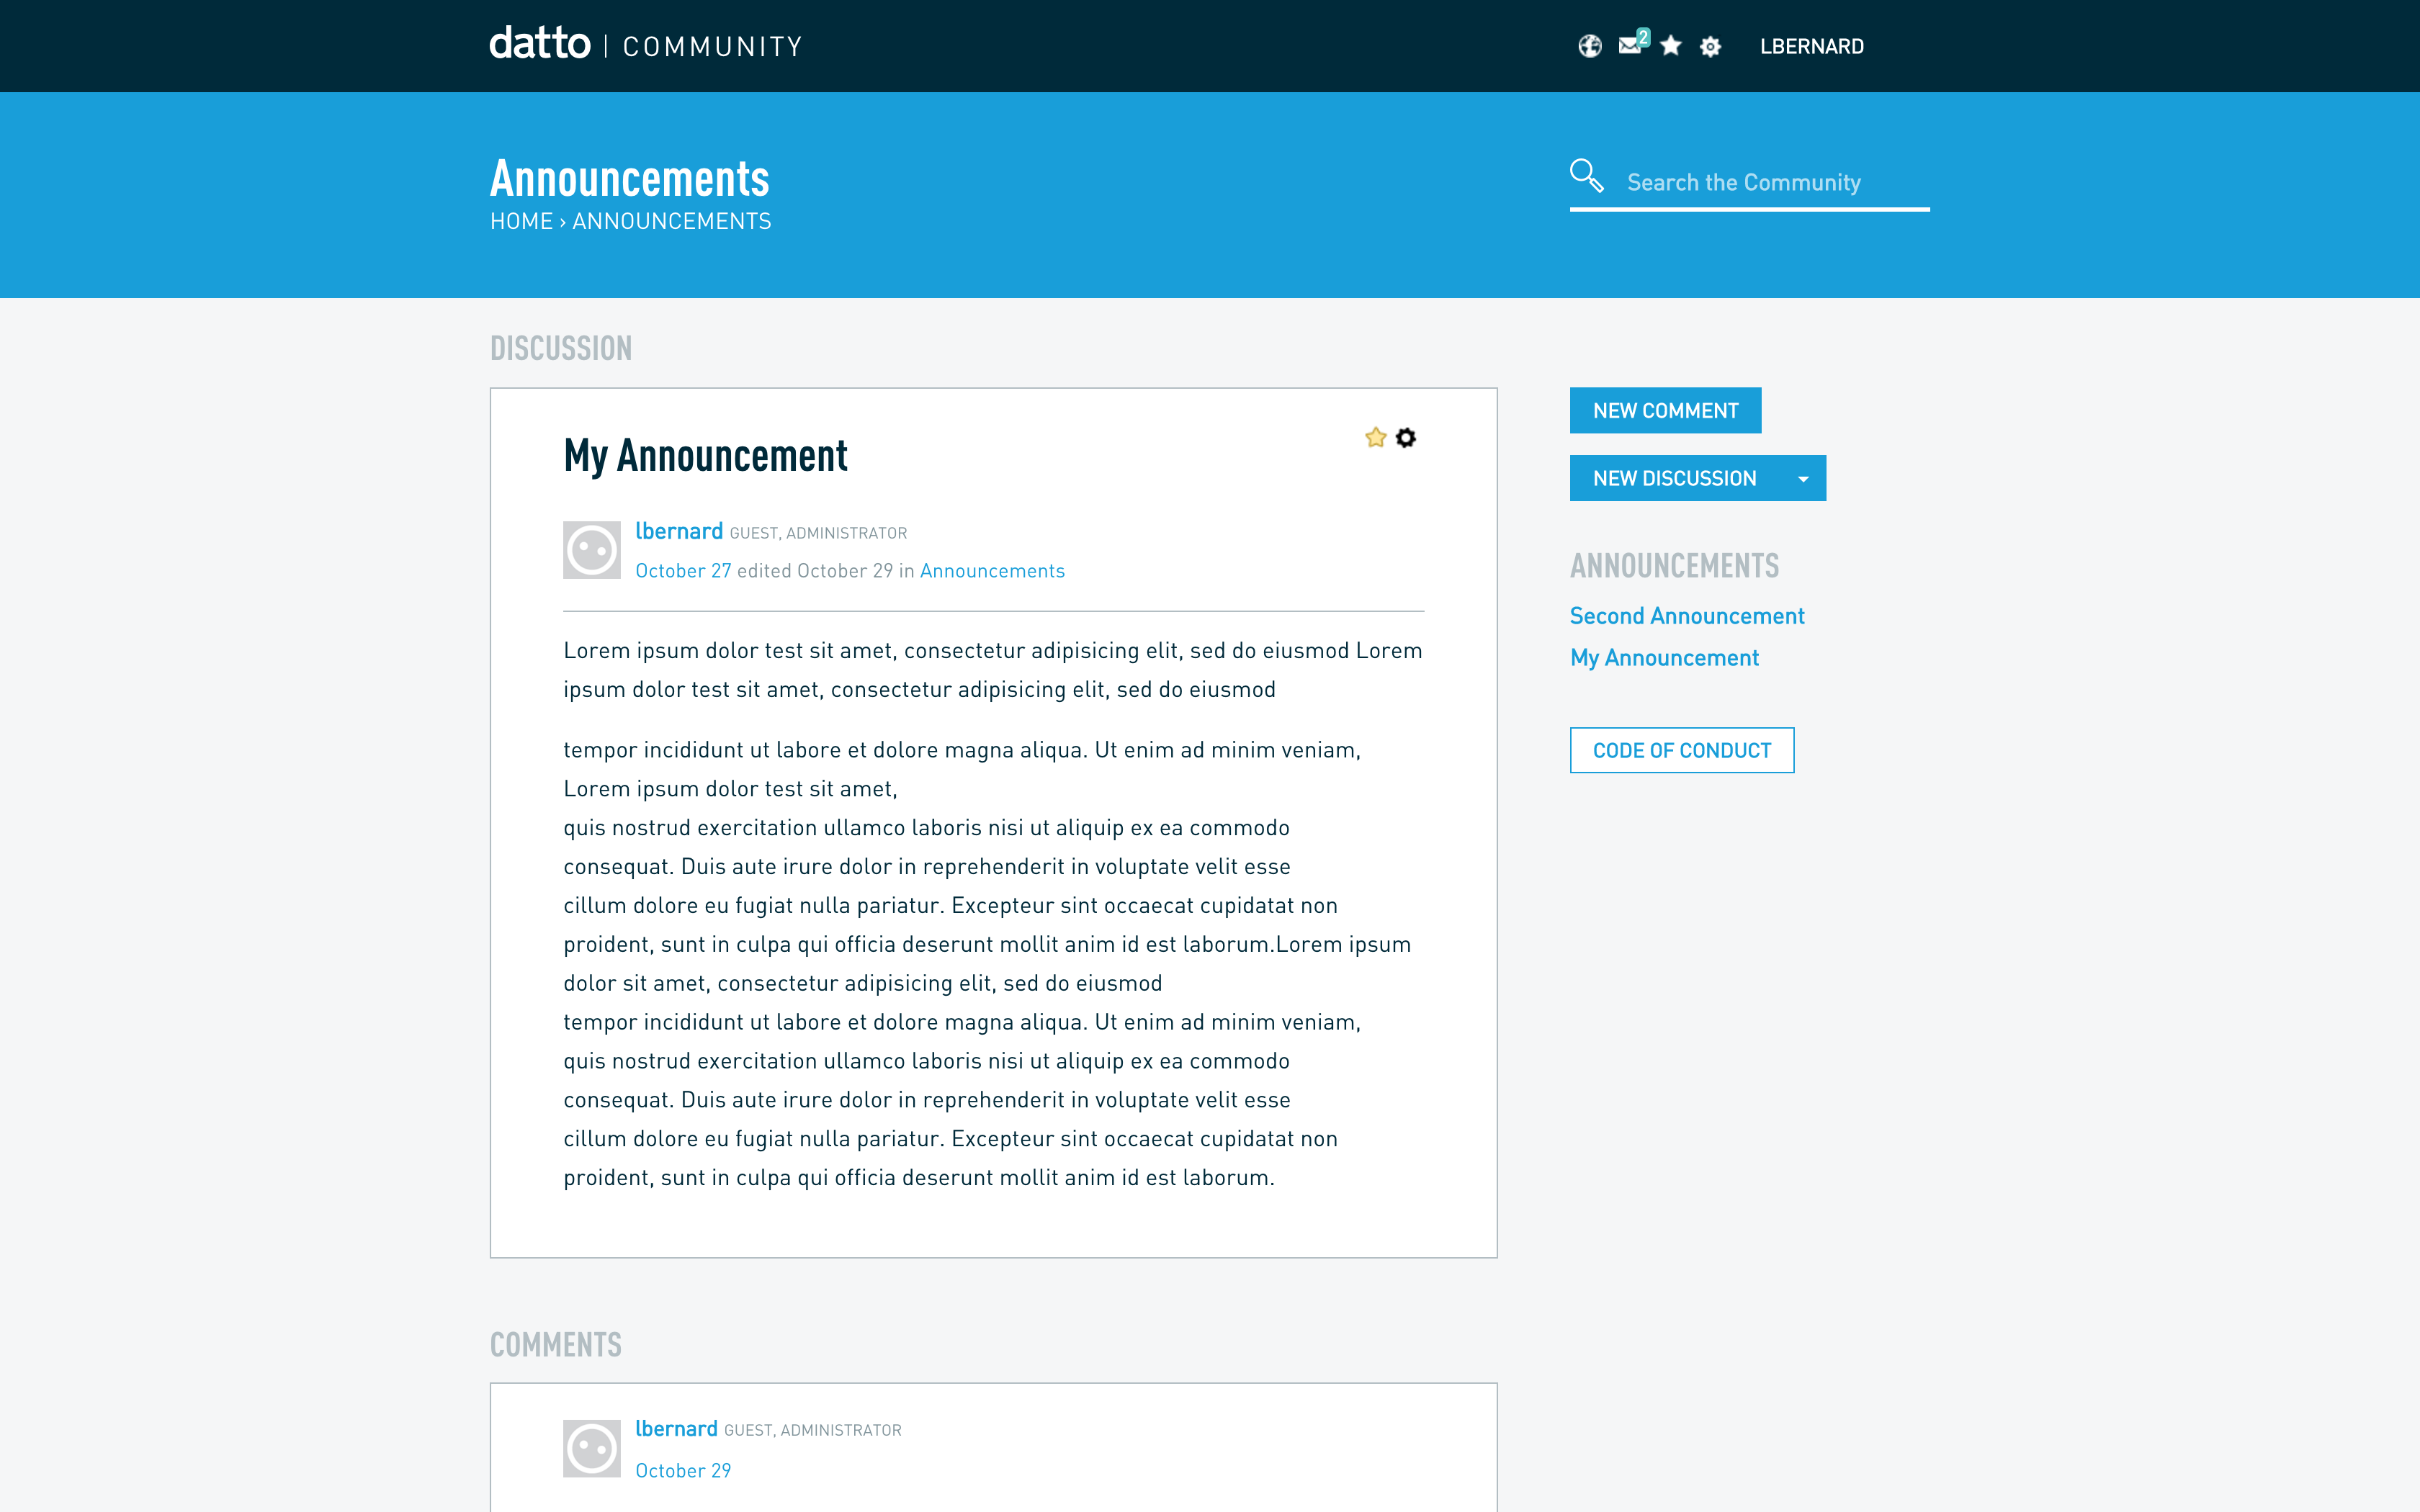 datto | COMMUNITY
2
LBERNARD
Announcements
HOME › ANNOUNCEMENTS
Search the Community
DISCUSSION
My Announcement
lbernard GUEST, ADMINISTRATOR
October 27 edited October 29 in Announcements
Lorem ipsum dolor test sit amet, consectetur adipisicing elit, sed do eiusmod Lorem
ipsum dolor test sit amet, consectetur adipisicing elit, sed do eiusmod
tempor incididunt ut labore et dolore magna aliqua. Ut enim ad minim veniam,
Lorem ipsum dolor test sit amet,
quis nostrud exercitation ullamco laboris nisi ut aliquip ex ea commodo
consequat. Duis aute irure dolor in reprehenderit in voluptate velit esse
cillum dolore eu fugiat nulla pariatur. Excepteur sint occaecat cupidatat non
proident, sunt in culpa qui officia deserunt mollit anim id est laborum.Lorem ipsum
dolor sit amet, consectetur adipisicing elit, sed do eiusmod
tempor incididunt ut labore et dolore magna aliqua. Ut enim ad minim veniam,
quis nostrud exercitation ullamco laboris nisi ut aliquip ex ea commodo
consequat. Duis aute irure dolor in reprehenderit in voluptate velit esse
cillum dolore eu fugiat nulla pariatur. Excepteur sint occaecat cupidatat non
proident, sunt in culpa qui officia deserunt mollit anim id est laborum.
NEW COMMENT
NEW DISCUSSION
ANNOUNCEMENTS
Second Announcement
My Announcement
CODE OF CONDUCT
COMMENTS
lbernard GUEST, ADMINISTRATOR
October 29